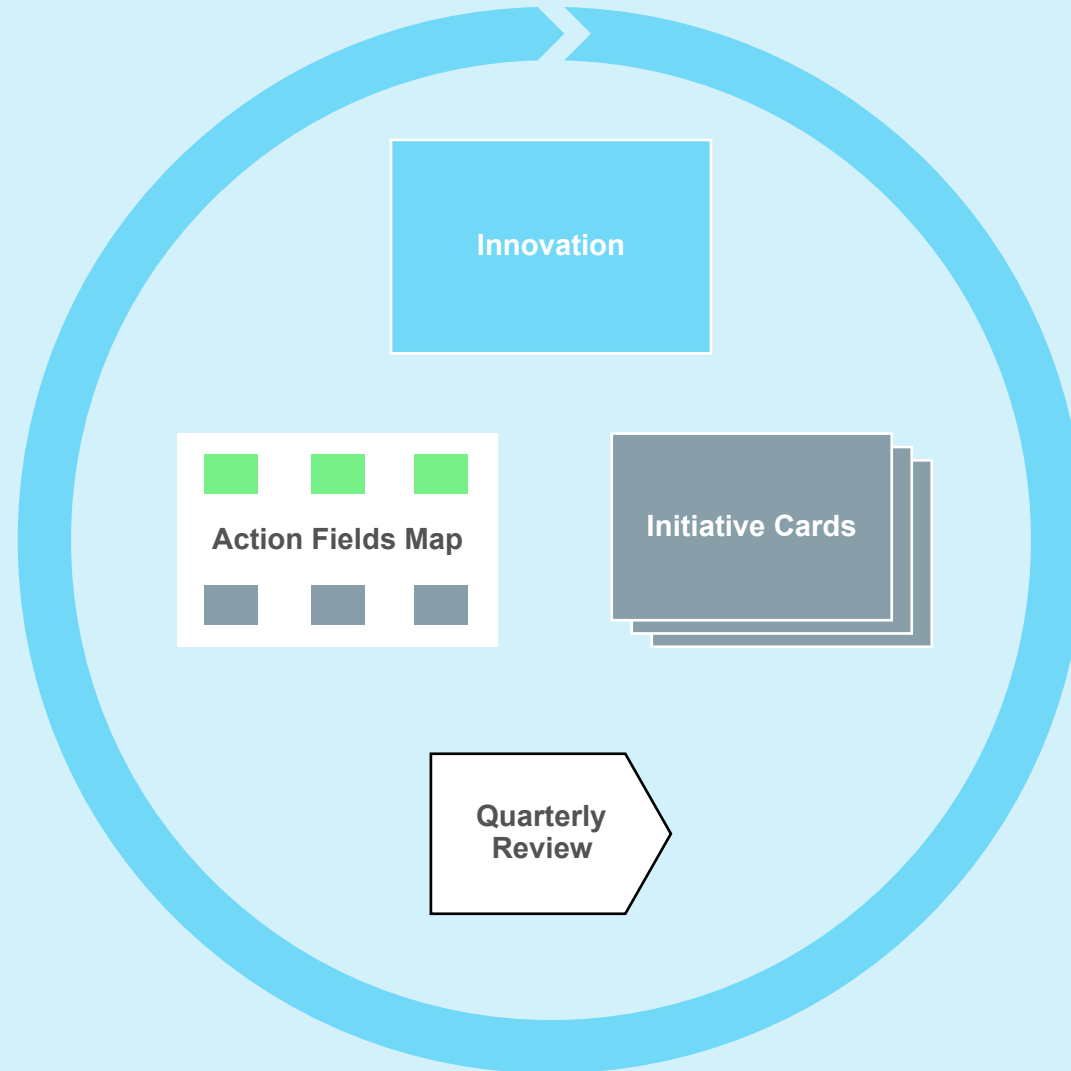 Innovation
Action Fields Map
Initiative Cards
Quarterly
Review